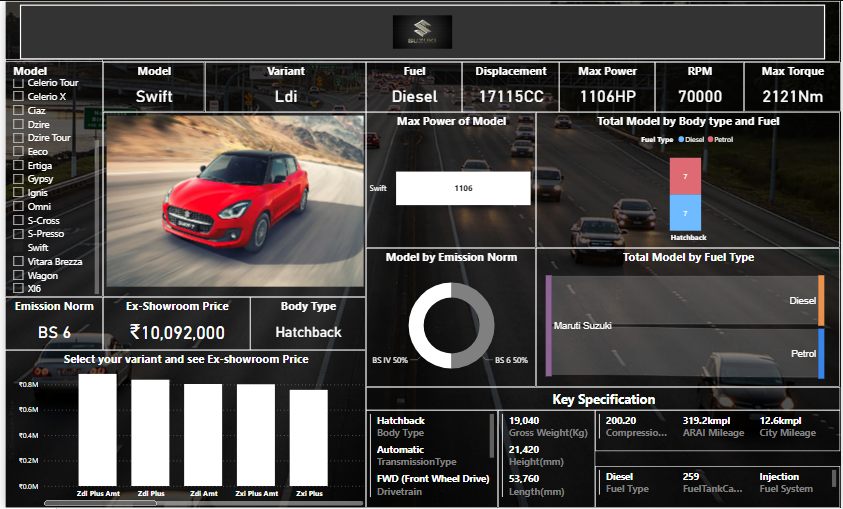 SUZUKI
Model
Celerio Tour
Celerio X
Ciaz
Dzire
Dzire Tour
Eeco
Ertiga
Gypsy
Ignis
Omni
S-Cross
S-Presso
Swift
Vitara Brezza
Wagon
Xl6
Model
Swift
Variant
Ldi
Fuel
Diesel
Displacement
17115CC
Max Power
1106HP
RPM
70000
Max Torque
2121Nm
SWIFT
Max Power of Model
Swift
1106
Total Model by Body type and Fuel
Fuel Type Diesel Petrol
7
7
Hatchback
Model by Emission Norm
BS IV 50%
BS 6 50%
Total Model by Fuel Type
Maruti Suzuki
Diesel
Petrol
Emission Norm
BS 6
Ex-Showroom Price
₹10,092,000
Body Type
Hatchback
Select your variant and see Ex-showroom Price
₹0.8M
₹0.6M
₹0.4M
₹0.2M
₹0.0M
Zdi Plus Amt
Zdi Plus
Zdi Amt
Zxi Plus Amt
Zxi Plus
Key Specification
Hatchback
Body Type
Automatic
TransmissionType
FWD (Front Wheel Drive)
Drivetrain
19,040
Gross Weight(Kg)
21,420
Height(mm)
53,760
Length(mm)
200.20
Compressio...
319.2kmpl
ARAI Mileage
12.6kmpl
City Mileage
Diesel
Fuel Type
259
FuelTankCa...
Injection
Fuel System